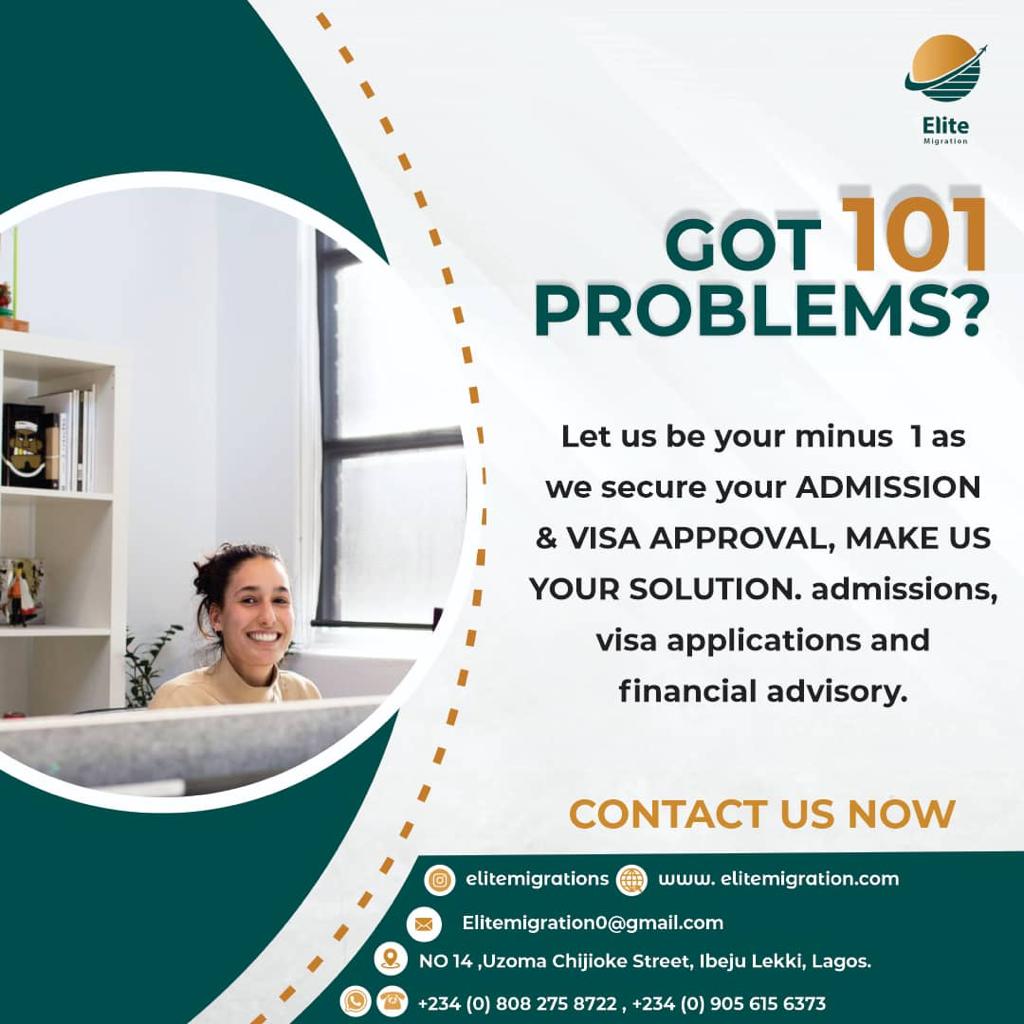 Elite
Migration
GOT 101
PROBLEMS?
Let us be your minus 1 as
we secure your ADMISSION
& VISA APPROVAL, MAKE US
YOUR SOLUTION. admissions,
visa applications and
financial advisory.
CONTACT US NOW
elitemigrations www. elitemigration.com
Elitemigration0@gmail.com
NO 14 ,Uzoma Chijioke Street, Ibeju Lekki, Lagos.
+234 (0) 808 275 8722 , +234 (0) 905 615 6373